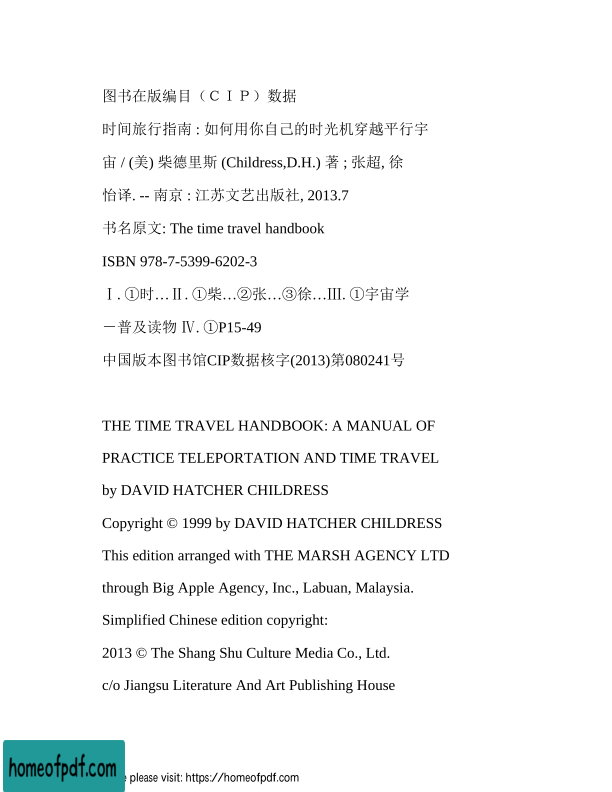 图书在版编目（ＣＩＰ）数据
时间旅行指南 : 如何用你自己的时光机穿越平行宇
宙 / (美) 柴德里斯 (Childress,D.H.) 著 ; 张超, 徐
怡译. -- 南京 : 江苏文艺出版社, 2013.7
书名原文: The time travel handbook
ISBN 978-7-5399-6202-3
Ⅰ. ①时…Ⅱ. ①柴…②张…③徐…Ⅲ. ①宇宙学
－普及读物 Ⅳ. ①P15-49
中国版本图书馆CIP数据核字(2013)第080241号
THE TIME TRAVEL HANDBOOK: A MANUAL OF
PRACTICE TELEPORTATION AND TIME TRAVEL
by DAVID HATCHER CHILDRESS
Copyright © 1999 by DAVID HATCHER CHILDRESS
This edition arranged with THE MARSH AGENCY LTD
through Big Apple Agency, Inc., Labuan, Malaysia.
Simplified Chinese edition copyright:
2013 © The Shang Shu Culture Media Co., Ltd.
c/o Jiangsu Literature And Art Publishing House
homeofpdf.com
please visit: https://homeofpdf.com